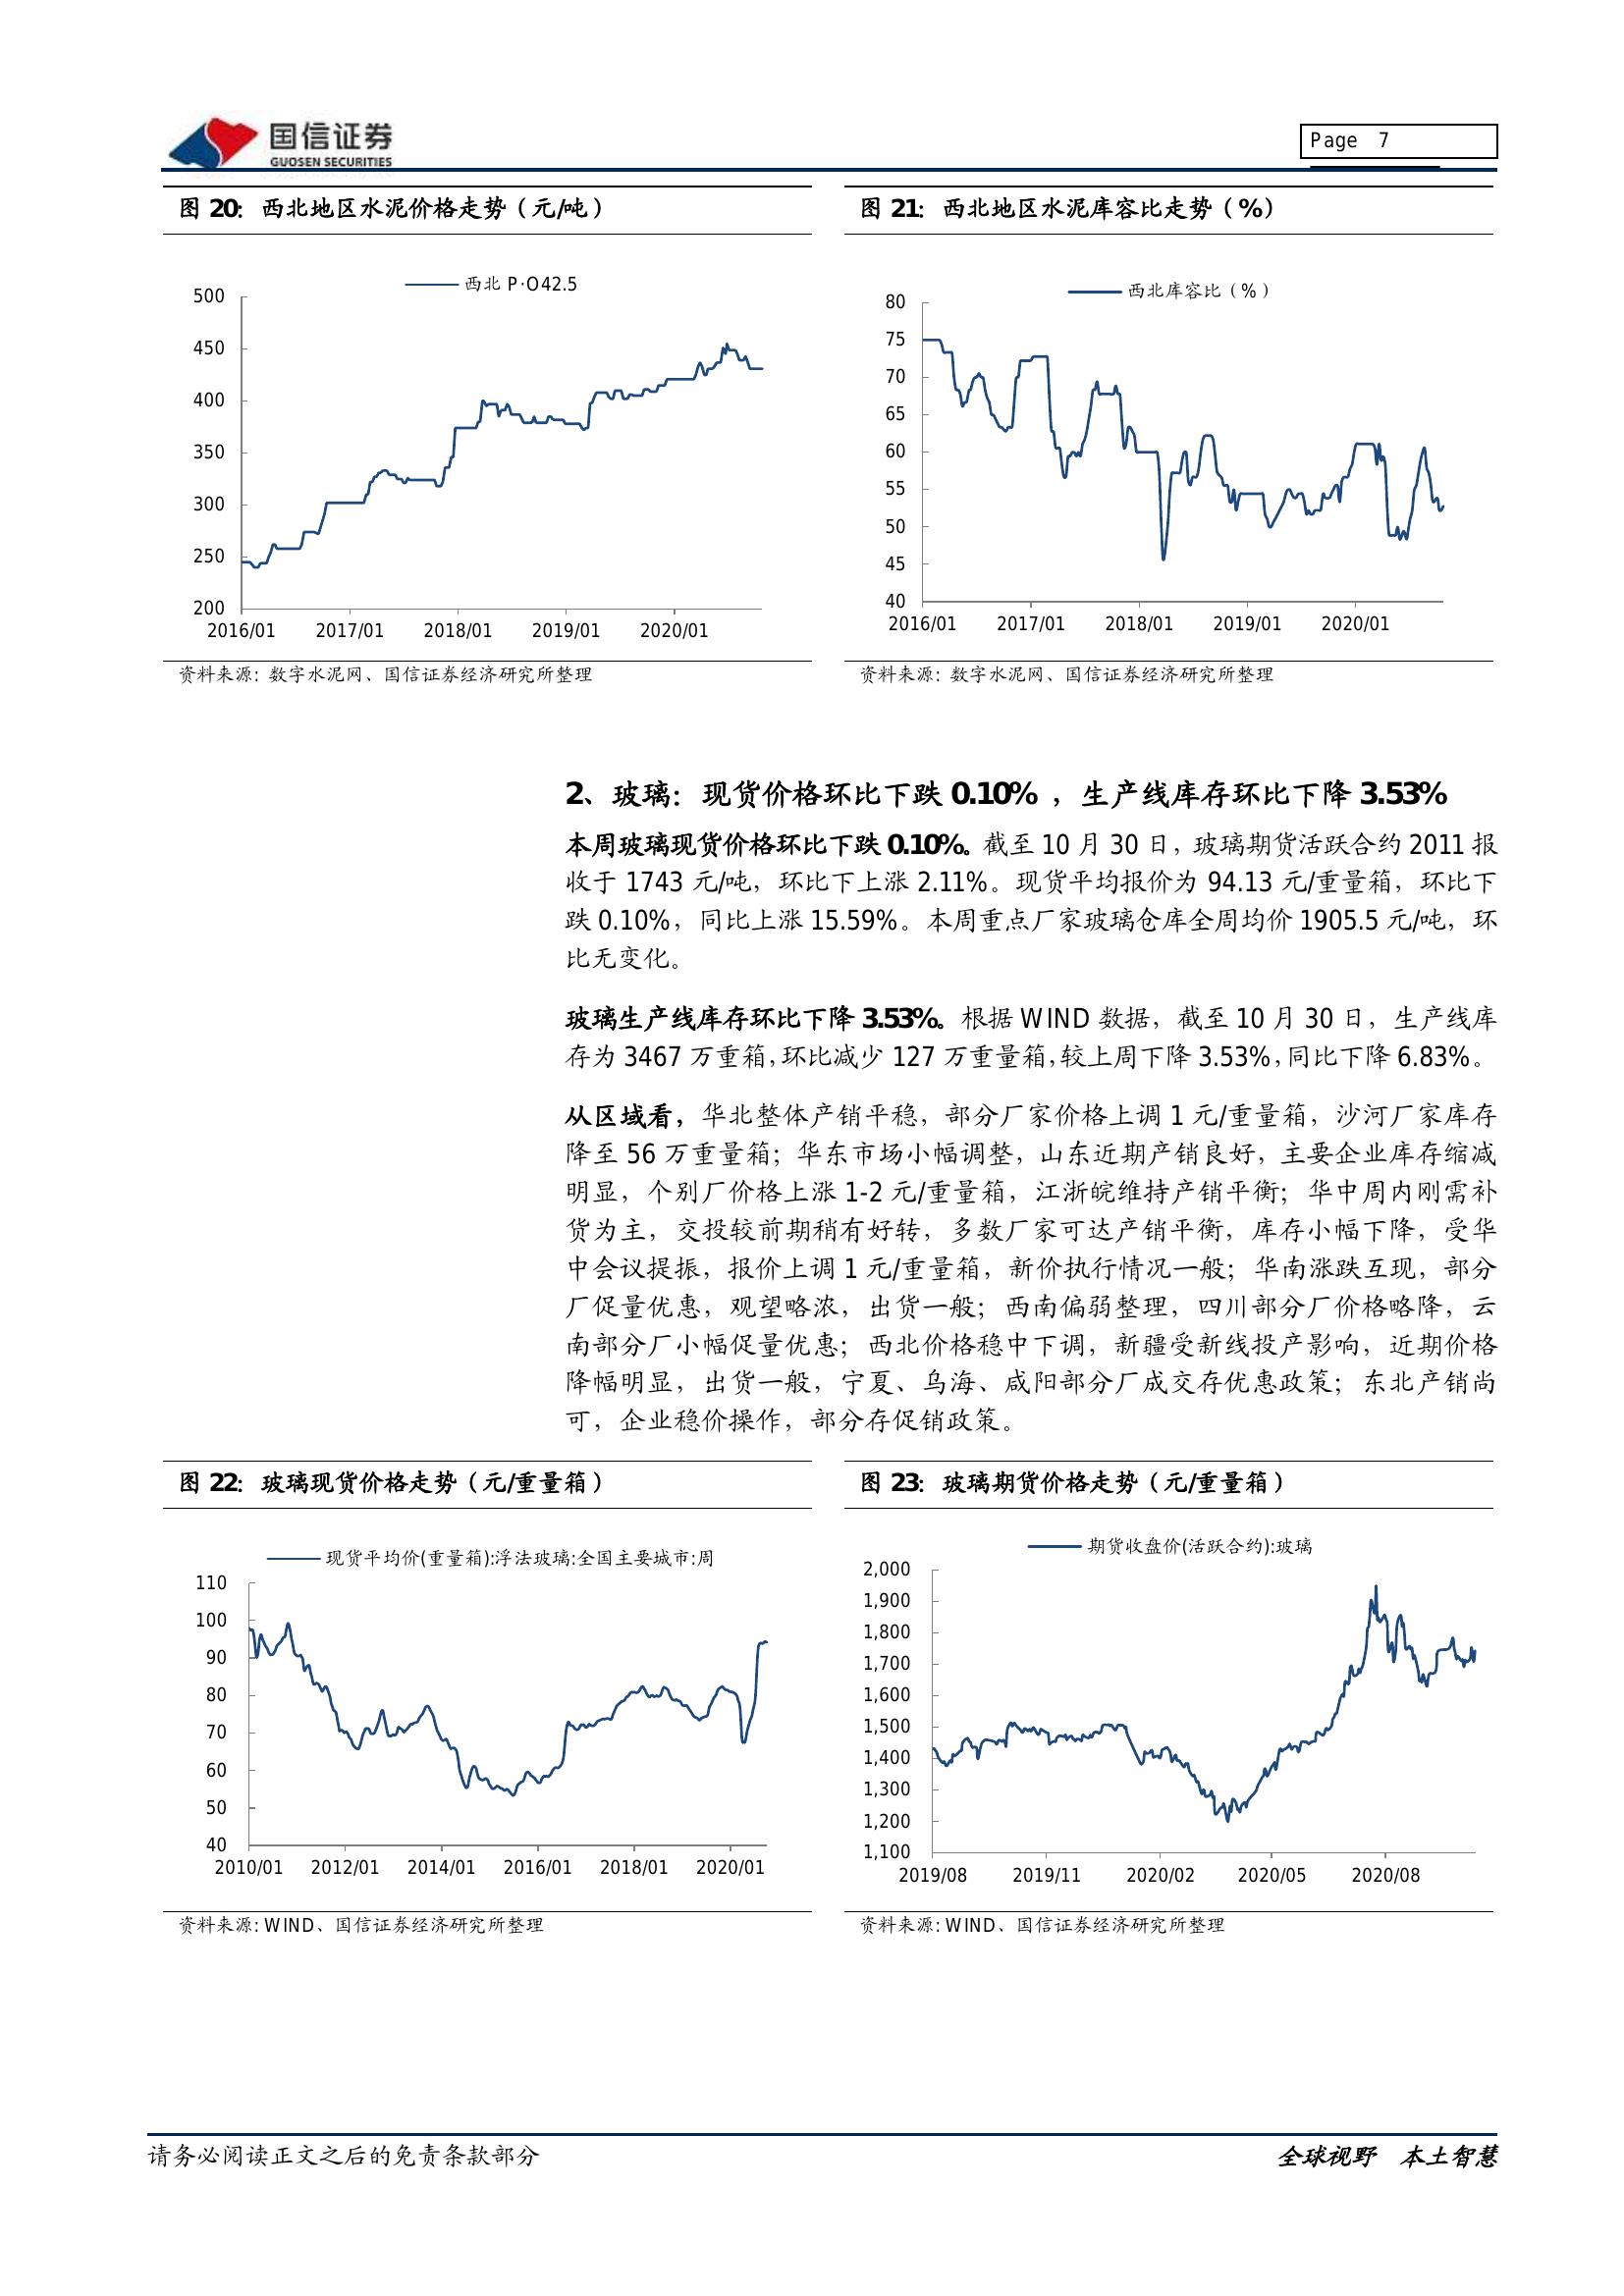 国信证券
GUOSEN SECURITIES
Page 7
图 20：西北地区水泥价格走势（元/吨）
西北 P·O42.5
500
450
400
350
300
250
200
2016/01 2017/01 2018/01 2019/01 2020/01
资料来源：数字水泥网、国信证券经济研究所整理
图 21：西北地区水泥库容比走势（%）
西北库容比（%）
80
75
70
65
60
55
50
45
40
2016/01 2017/01 2018/01 2019/01 2020/01
资料来源：数字水泥网、国信证券经济研究所整理
2、玻璃：现货价格环比下跌 0.10% ，生产线库存环比下降 3.53%
本周玻璃现货价格环比下跌 0.10%。截至 10 月 30 日，玻璃期货活跃合约 2011 报
收于 1743 元/吨，环比下上涨 2.11%。现货平均报价为 94.13 元/重量箱，环比下
跌 0.10%，同比上涨 15.59%。本周重点厂家玻璃仓库全周均价 1905.5 元/吨，环
比无变化。
玻璃生产线库存环比下降 3.53%。根据 WIND 数据，截至 10 月 30 日，生产线库
存为 3467 万重箱，环比减少 127 万重量箱，较上周下降 3.53%，同比下降 6.83%。
从区域看，华北整体产销平稳，部分厂家价格上调 1 元/重量箱，沙河厂家库存
降至 56 万重量箱；华东市场小幅调整，山东近期产销良好，主要企业库存缩减
明显，个别厂价格上涨 1-2 元/重量箱，江浙皖维持产销平衡；华中周内刚需补
货为主，交投较前期稍有好转，多数厂家可达产销平衡，库存小幅下降，受华
中会议提振，报价上调 1 元/重量箱，新价执行情况一般；华南涨跌互现，部分
厂促量优惠，观望略浓，出货一般；西南偏弱整理，四川部分厂价格略降，云
南部分厂小幅促量优惠；西北价格稳中下调，新疆受新线投产影响，近期价格
降幅明显，出货一般，宁夏、乌海、咸阳部分厂成交存优惠政策；东北产销尚
可，企业稳价操作，部分存促销政策。
图 22：玻璃现货价格走势（元/重量箱）
现货平均价(重量箱):浮法玻璃:全国主要城市:周
110
100
90
80
70
60
50
40
2010/01 2012/01 2014/01 2016/01 2018/01 2020/01
资料来源：WIND、国信证券经济研究所整理
图 23：玻璃期货价格走势（元/重量箱）
期货收盘价(活跃合约):玻璃
2,000
1,900
1,800
1,700
1,600
1,500
1,400
1,300
1,200
1,100
2019/08 2019/11 2020/02 2020/05 2020/08
资料来源：WIND、国信证券经济研究所整理
请务必阅读正文之后的免责条款部分
全球视野 本土智慧